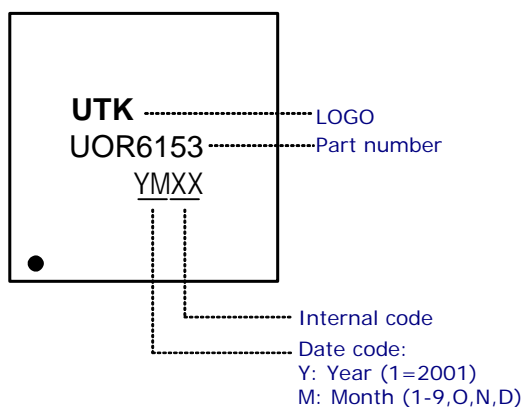 UTK
LOGO
UOR6153
Part number
YMXX
Internal code
Date code:
Y: Year (1=2001)
M: Month (1-9,O,N,D)